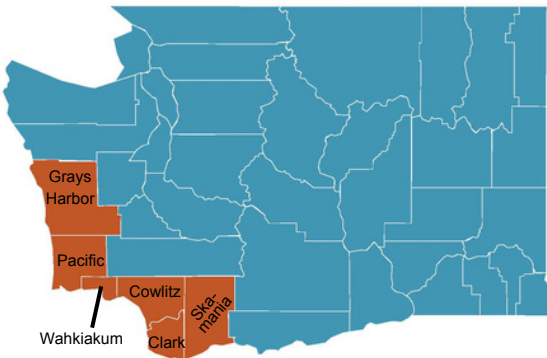 Grays
Harbor
Pacific
Cowlitz
Ska-
mania
Wahkiakum
Clark